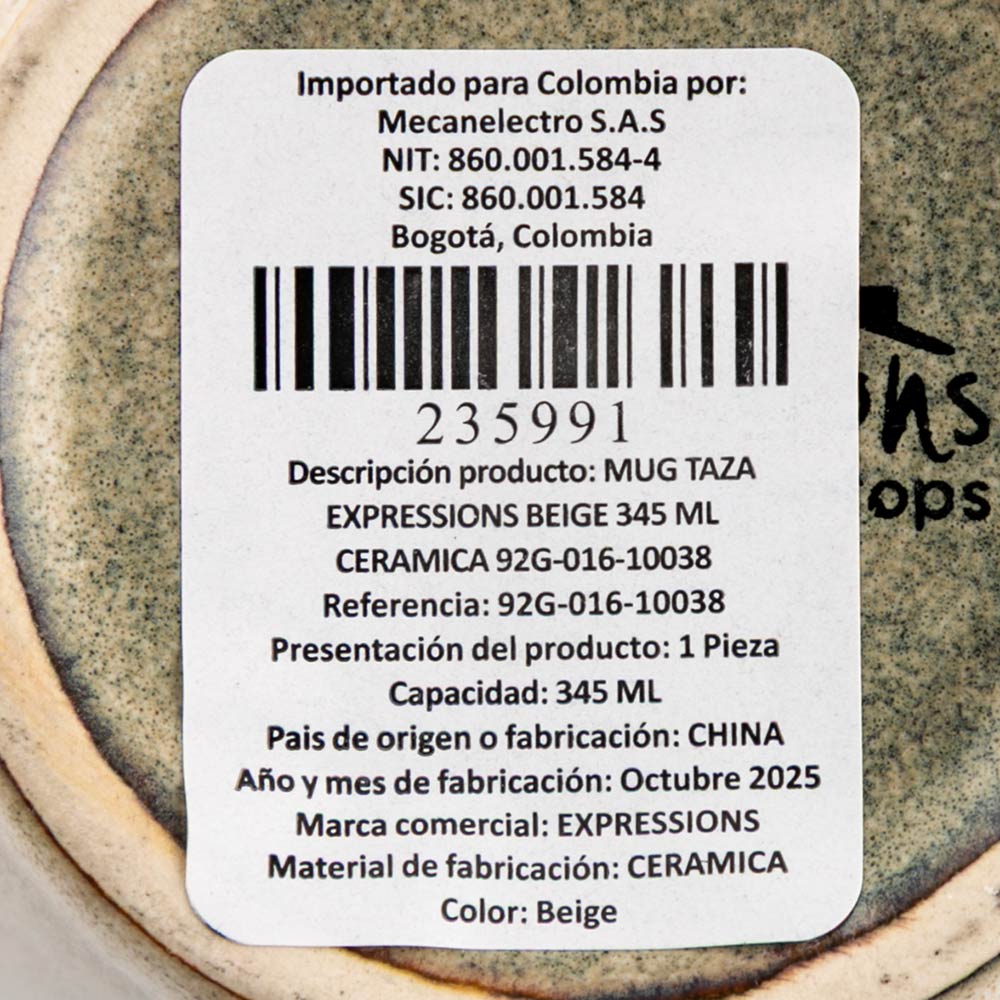 Importado para Colombia por:
Mecanelectro S.A.S
NIT: 860.001.584-4
SIC: 860.001.584
Bogotá, Colombia
235991
Descripción producto: MUG TAZA
EXPRESSIONS BEIGE 345 ML
CERAMICA 92G-016-10038
Referencia: 92G-016-10038
Presentación del producto: 1 Pieza
Capacidad: 345 ML
Pais de origen o fabricación: CHINA
Año y mes de fabricación: Octubre 2025
Marca comercial: EXPRESSIONS
Material de fabricación: CERAMICA
Color: Beige